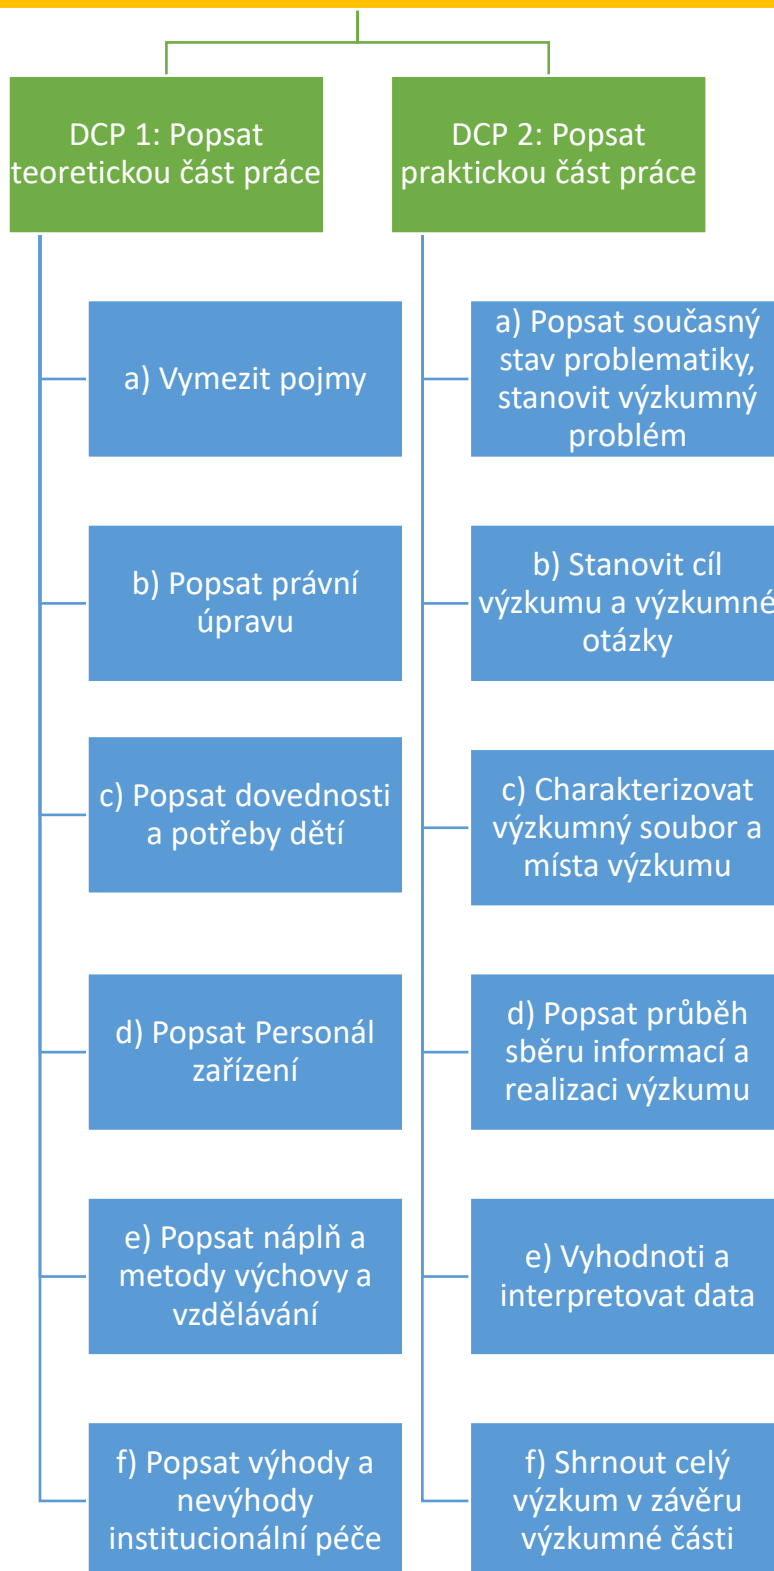 DCP 1: Popsat
teoretickou část práce
a) Vymezit pojmy
b) Popsat právní
úpravu
c) Popsat dovednosti
a potřeby dětí
d) Popsat Personál
zařízení
e) Popsat náplň a
metody výchovy a
vzdělávání
f) Popsat výhody a
nevýhody
institucionální péče
DCP 2: Popsat
praktickou část práce
a) Popsat současný
stav problematiky,
stanovit výzkumný
problém
b) Stanovit cíl
výzkumu a výzkumné
otázky
c) Charakterizovat
výzkumný soubor a
místa výzkumu
d) Popsat průběh
sběru informací a
realizaci výzkumu
e) Vyhodnoti a
interpretovat data
f) Shrnout celý
výzkum v závěru
výzkumné části